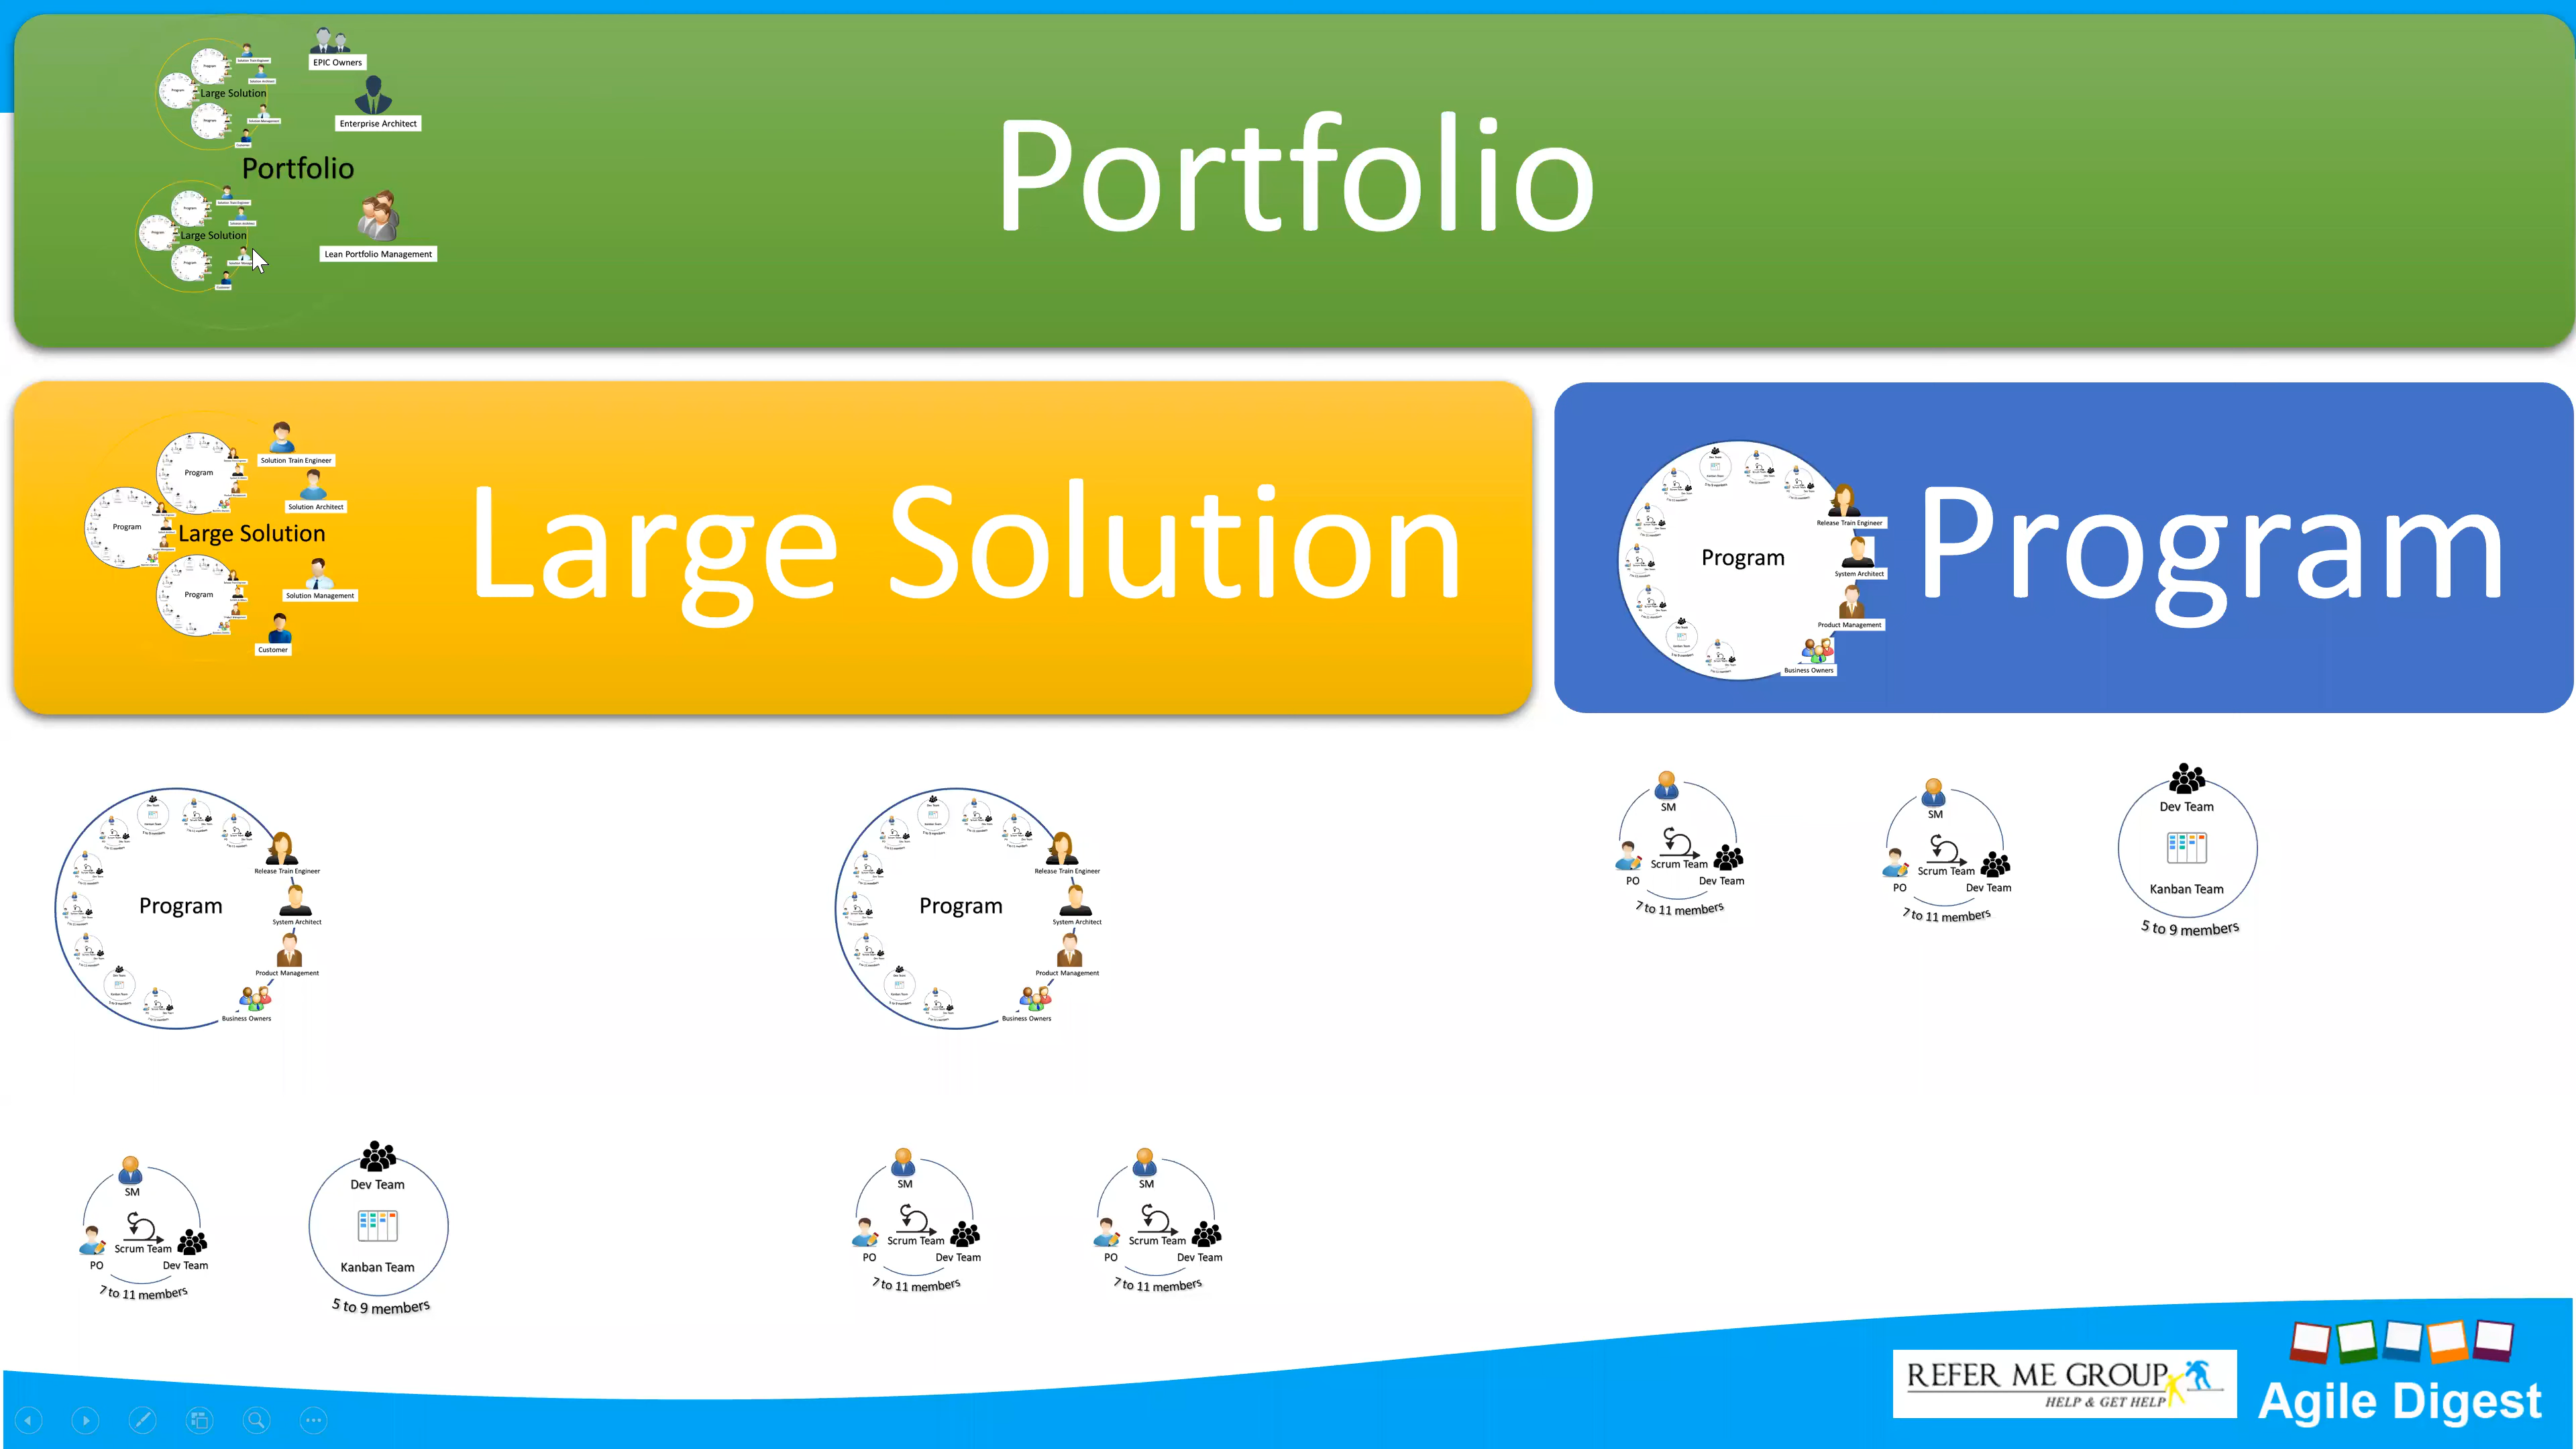 EPIC Owners
Enterprise Architect
Program
Program
Large Solution
Program
Portfolio
Portfolio
Program
Program
Large Solution
Program
Lean Portfolio Management
Solution Train Engineer
Solution Architect
Program
Program
Large Solution
Program
Solution Management
Customer
Large Solution
Release Train Engineer
Program
System Architect
Product Management
Business Owners
Program
Program
Release Train Engineer
System Architect
Product Management
Business Owners
Program
Release Train Engineer
System Architect
Product Management
Business Owners
SM
Scrum Team
PO
Dev Team
7 to 11 members
SM
Scrum Team
PO
Dev Team
7 to 11 members
Dev Team
Kanban Team
5 to 9 members
SM
Scrum Team
PO
Dev Team
7 to 11 members
Dev Team
Kanban Team
5 to 9 members
SM
Scrum Team
PO
Dev Team
7 to 11 members
SM
Scrum Team
PO
Dev Team
7 to 11 members
REFER ME GROUP
HELP & GET HELP
Agile Digest